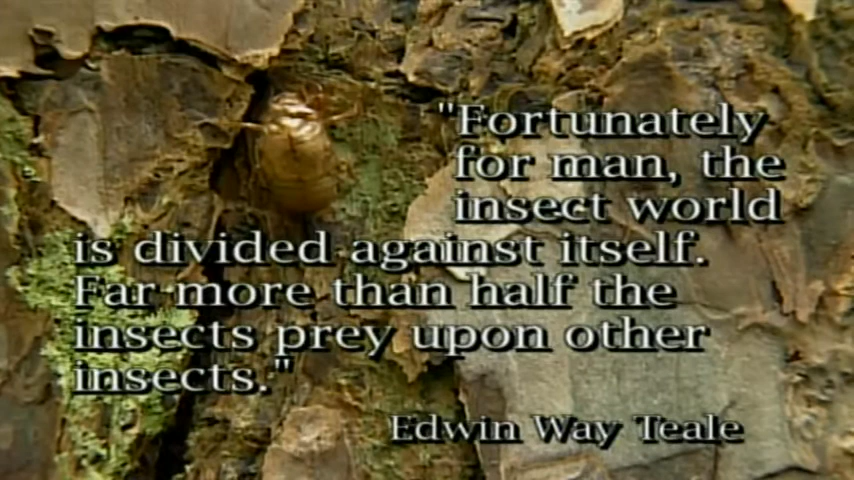 "Fortunately
for man, the
insect world
is divided against itself.
Far more than half the
insects prey upon other
insects."
Edwin Way Teale